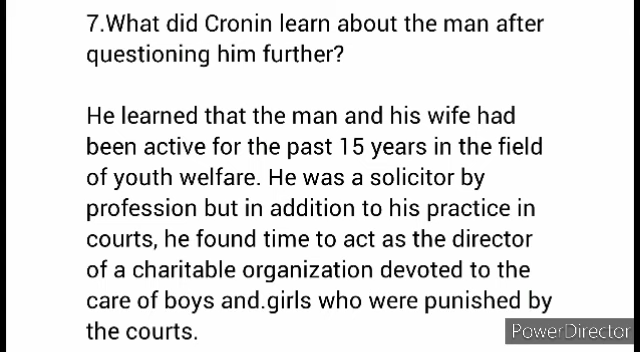 7.What did Cronin learn about the man after
questioning him further?
He learned that the man and his wife had
been active for the past 15 years in the field
of youth welfare. He was a solicitor by
profession but in addition to his practice in
courts, he found time to act as the director
of a charitable organization devoted to the
care of boys and.girls who were punished by
the courts.
PowerDirector